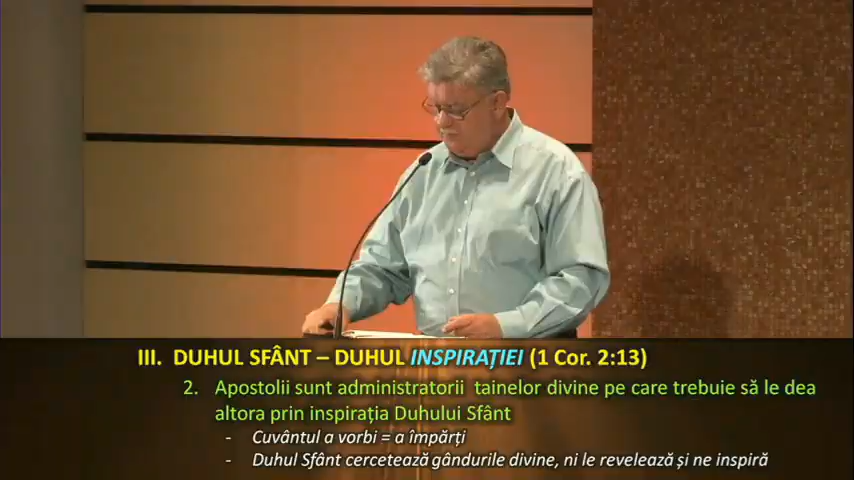 III. DUHUL SFÂNT – DUHUL INSPIRAȚIEI (1 Cor. 2:13)
2. Apostolii sunt administratorii tainelor divine pe care trebuie să le dea
altora prin inspirația Duhului Sfânt
- Cuvântul a vorbi = a împărți
- Duhul Sfânt cercetează gândurile divine, ni le revelează și ne inspiră